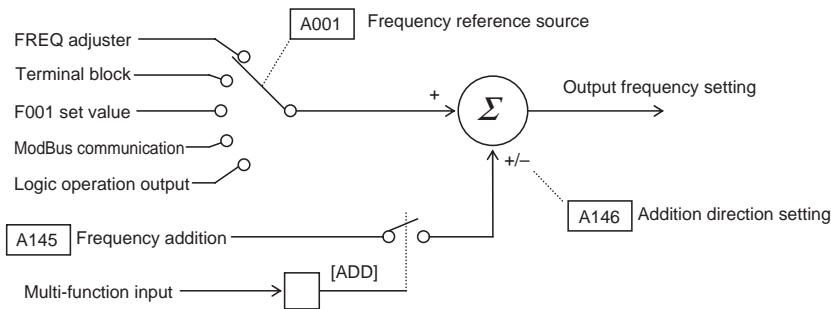 A001 Frequency reference source
FREQ adjuster
Terminal block
F001 set value
ModBus communication
Logic operation output
+
Σ
Output frequency setting
+/–
A146 Addition direction setting
A145 Frequency addition
[ADD]
Multi-function input